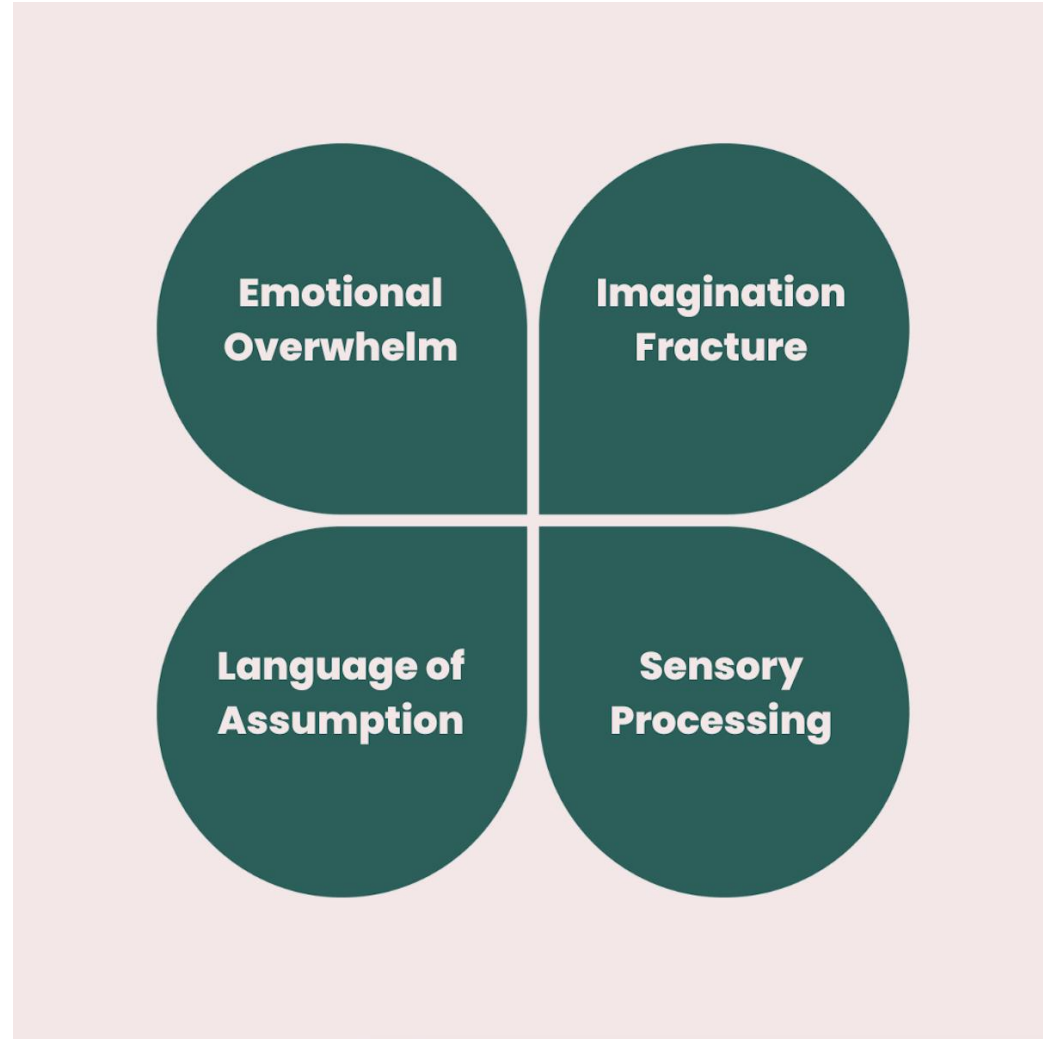 Emotional
Overwhelm
Imagination
Fracture
Language of
Assumption
Sensory
Processing